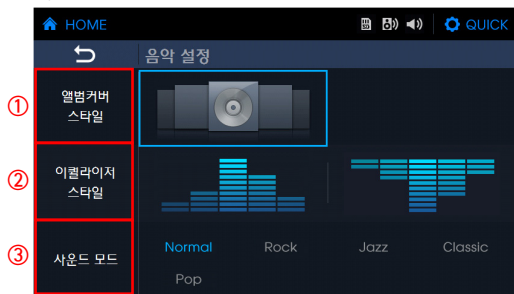 HOME
QUICK
음악 설정
① 앨범커버
스타일
② 이퀄라이저
스타일
③ 사운드 모드
Normal Rock Jazz Classic
Pop